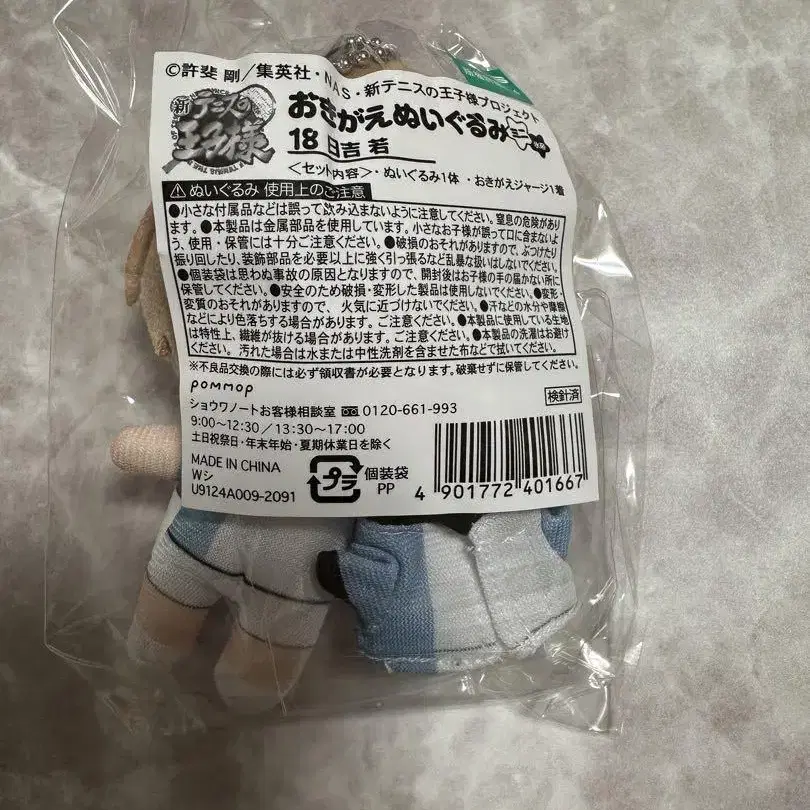 ©許斐 剛/集英社・NAS・新テニスの王子様プロジェクト
新テニスの王子様
おきがえぬいぐるみミニ
18 日吉 若
<セット内容>・ぬいぐるみ1体 ・おきがえジャージ1着
⚠ぬいぐるみ 使用上のご注意
●小さな付属品などは誤って飲み込まないように注意してください。窒息の危険があり
ます。●本製品は金属部品を使用しています。小さなお子様が誤って口に含まないよ
う、使用・保管には十分ご注意ください。●破損のおそれがありますので、ぶつけたり
振り回したり、装飾部品を必要以上に強く引っ張るなど乱暴な扱いはしないでください。
●個装袋は思わぬ事故の原因となりますので、開封後はお子様の手の届かない所に
保管してください。●安全のため破損・変形した製品は使用しないでください。●変形・
変質のおそれがありますので、火気に近づけないでください。●汗などの水分や摩擦
などにより色落ちする場合があります。ご注意ください。●本製品に使用している生地
は特性上、繊維が抜ける場合があります。ご注意ください。●本製品の洗濯はお避け
ください。汚れた場合は水または中性洗剤を含ませた布などで拭いてください。
※不良品交換の際には必ず領収書が必要となります。破棄せずに保管してください。
pommop
ショウワノートお客様相談室 0120-661-993
9:00〜12:30/13:30〜17:00
土日祝祭日・年末年始・夏期休業日を除く
検針済
MADE IN CHINA
Wシ
U9124A009-2091
プラ
個装袋
PP
4 901772 401667